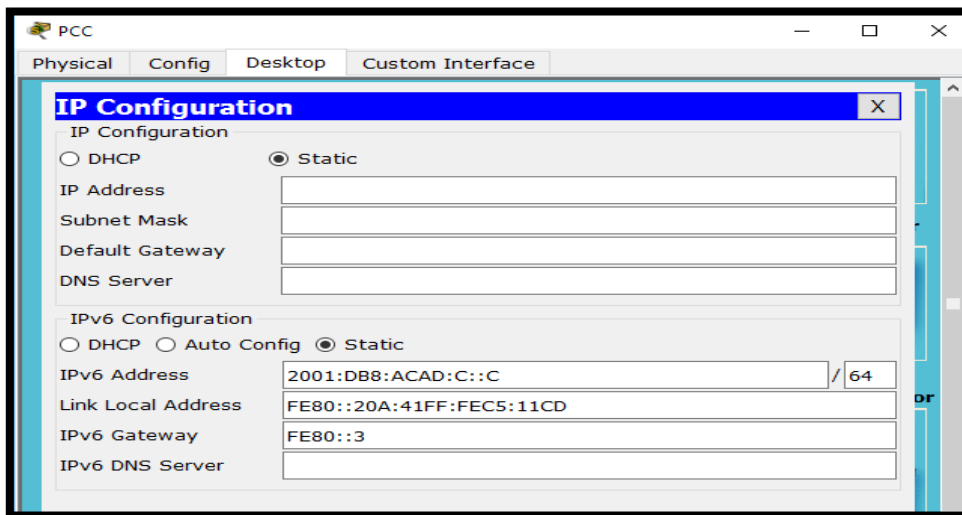 PCC
Physical Config Desktop Custom Interface
IP Configuration X
IP Configuration
DHCP Static
IP Address
Subnet Mask
Default Gateway
DNS Server
IPv6 Configuration
DHCP Auto Config Static
IPv6 Address 2001:DB8:ACAD:C::C / 64
Link Local Address FE80::20A:41FF:FEC5:11CD
IPv6 Gateway FE80::3
IPv6 DNS Server